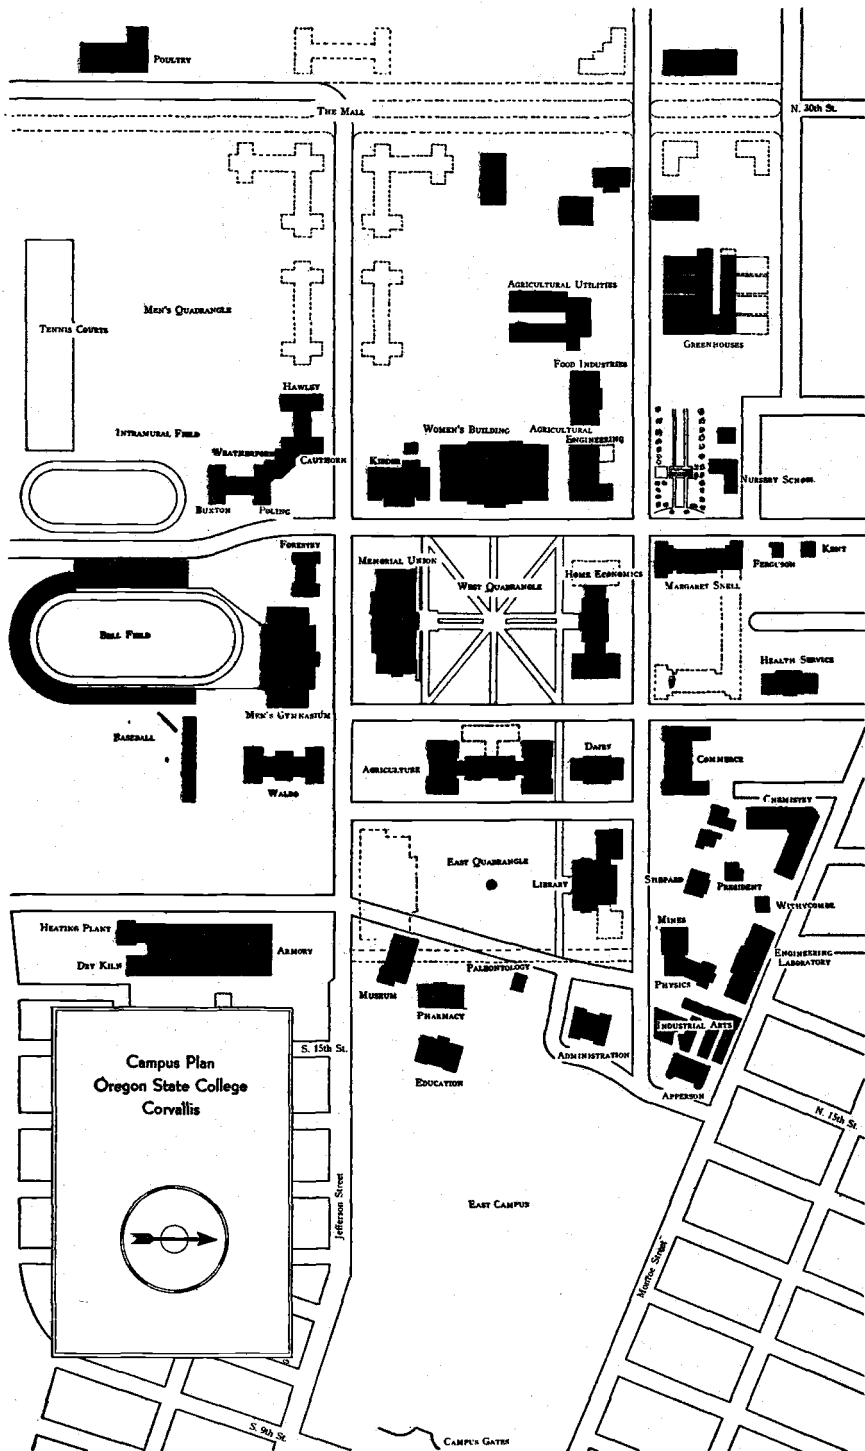 POULTRY
THE MALL
N. 30th St.
AGRICULTURAL UTILITIES
MEN'S QUADRANGLE
TENNIS COURTS
GREENHOUSES
FOOD INDUSTRIES
HAWLEY
INTRAMURAL FIELD
WOMEN'S BUILDING
AGRICULTURAL
ENGINEERING
WEATHERFORD
CAUTHORN
KIDDER
NURSERY SCHOOL
BUXTON
POLING
FORESTRY
MEMORIAL UNION
WEST QUADRANGLE
HOME ECONOMICS
MARGARET SNELL
FERGUSON
KENT
BELL FIELD
HEALTH SERVICE
MEN'S GYMNASIUM
BASEBALL
AGRICULTURE
DAIRY
COMMERCE
WALDO
CHEMISTRY
EAST QUADRANGLE
LIBRARY
SHEPARD
PRESIDENT
WITHYCOMBE
HEATING PLANT
ARMORY
MINES
ENGINEERING
LABORATORY
DRY KILN
PALEONTOLOGY
PHYSICS
MUSEUM
PHARMACY
INDUSTRIAL ARTS
S. 15th St.
ADMINISTRATION
EDUCATION
APPERSON
N. 15th St.
Campus Plan
Oregon State College
Corvallis
Jefferson Street
EAST CAMPUS
Monroe Street
S. 9th St.
CAMPUS GATES